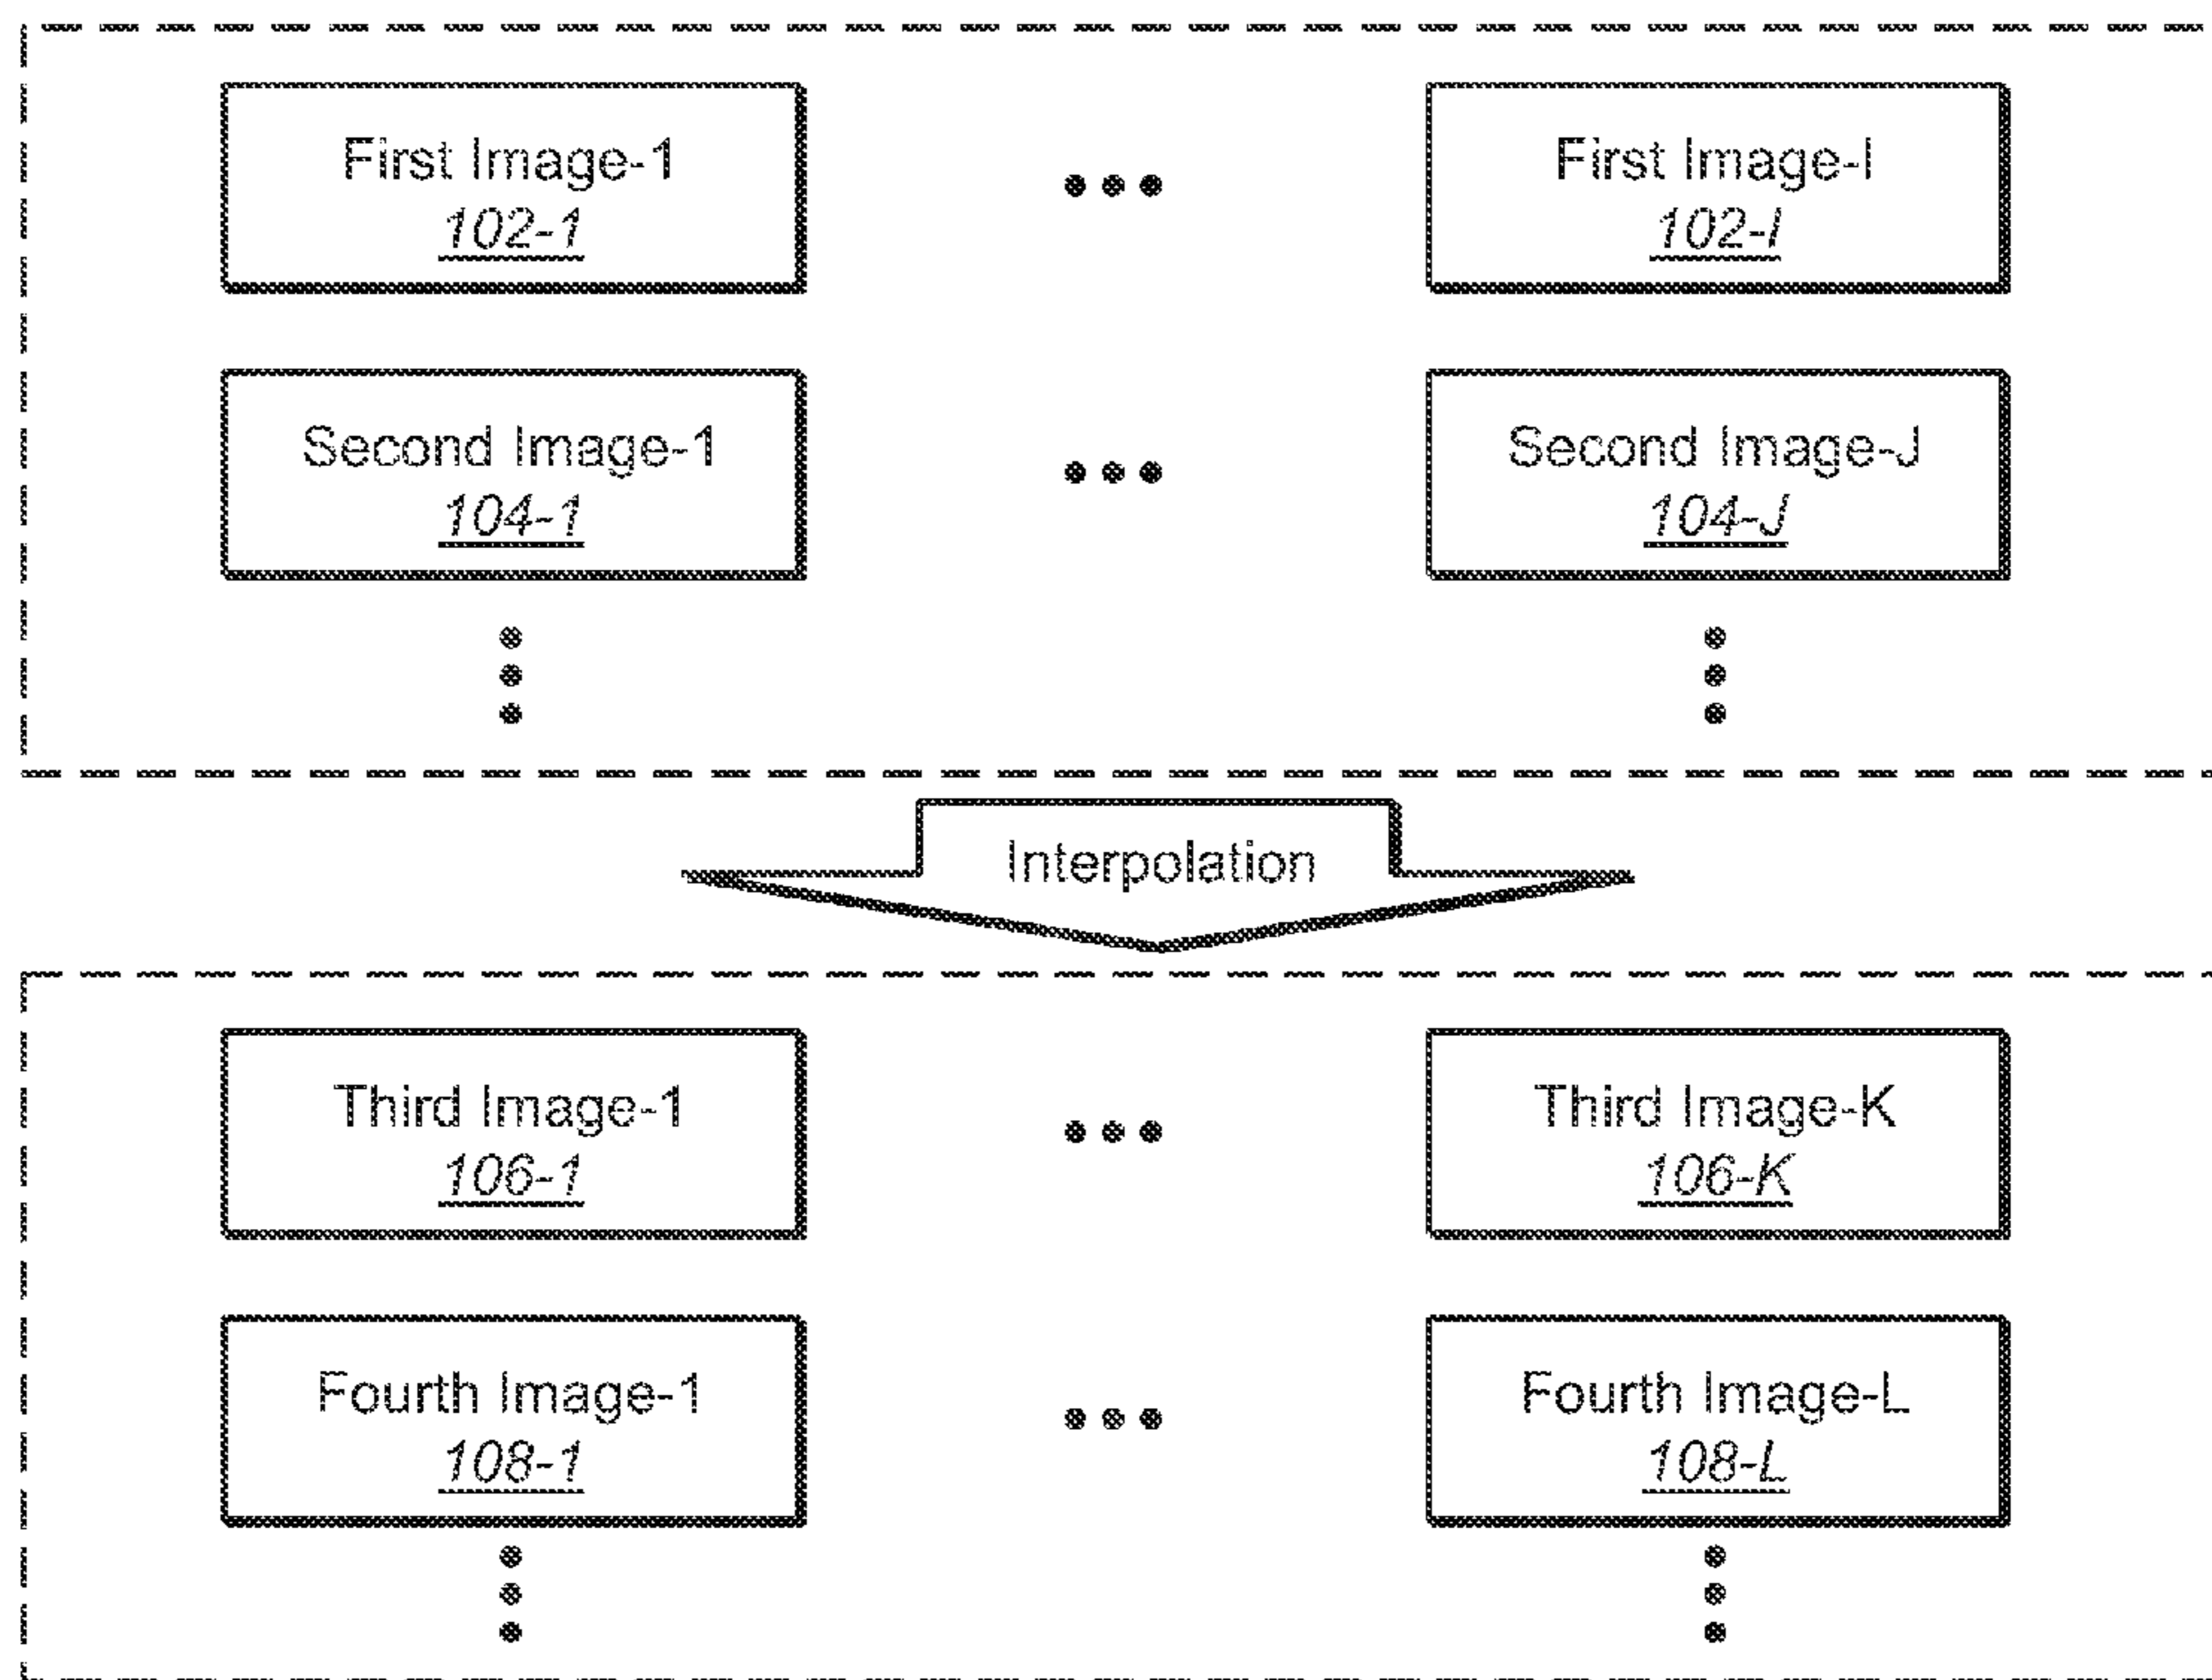 First Image-1
102-1
First Image-I
102-I
Second Image-1
104-1
Second Image-J
104-J
Interpolation
Third Image-1
106-1
Third Image-K
106-K
Fourth Image-1
108-1
Fourth Image-L
108-L